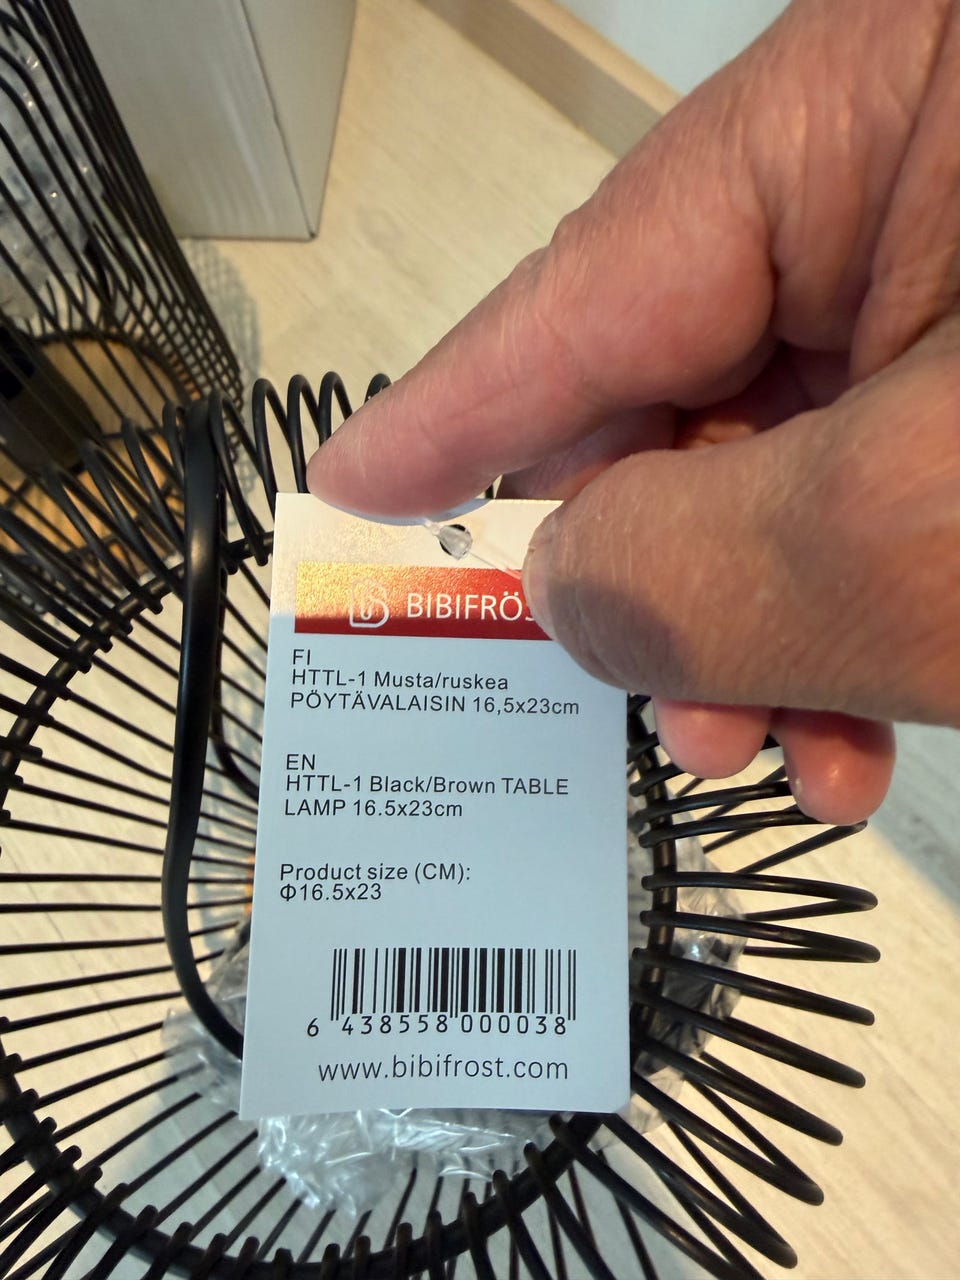 BIBIFRÖS
FI
HTTL-1 Musta/ruskea
PÖYTÄVALAISIN 16,5x23cm
EN
HTTL-1 Black/Brown TABLE
LAMP 16.5x23cm
Product size (CM):
Φ16.5x23
6 438558 000038
www.bibifrost.com